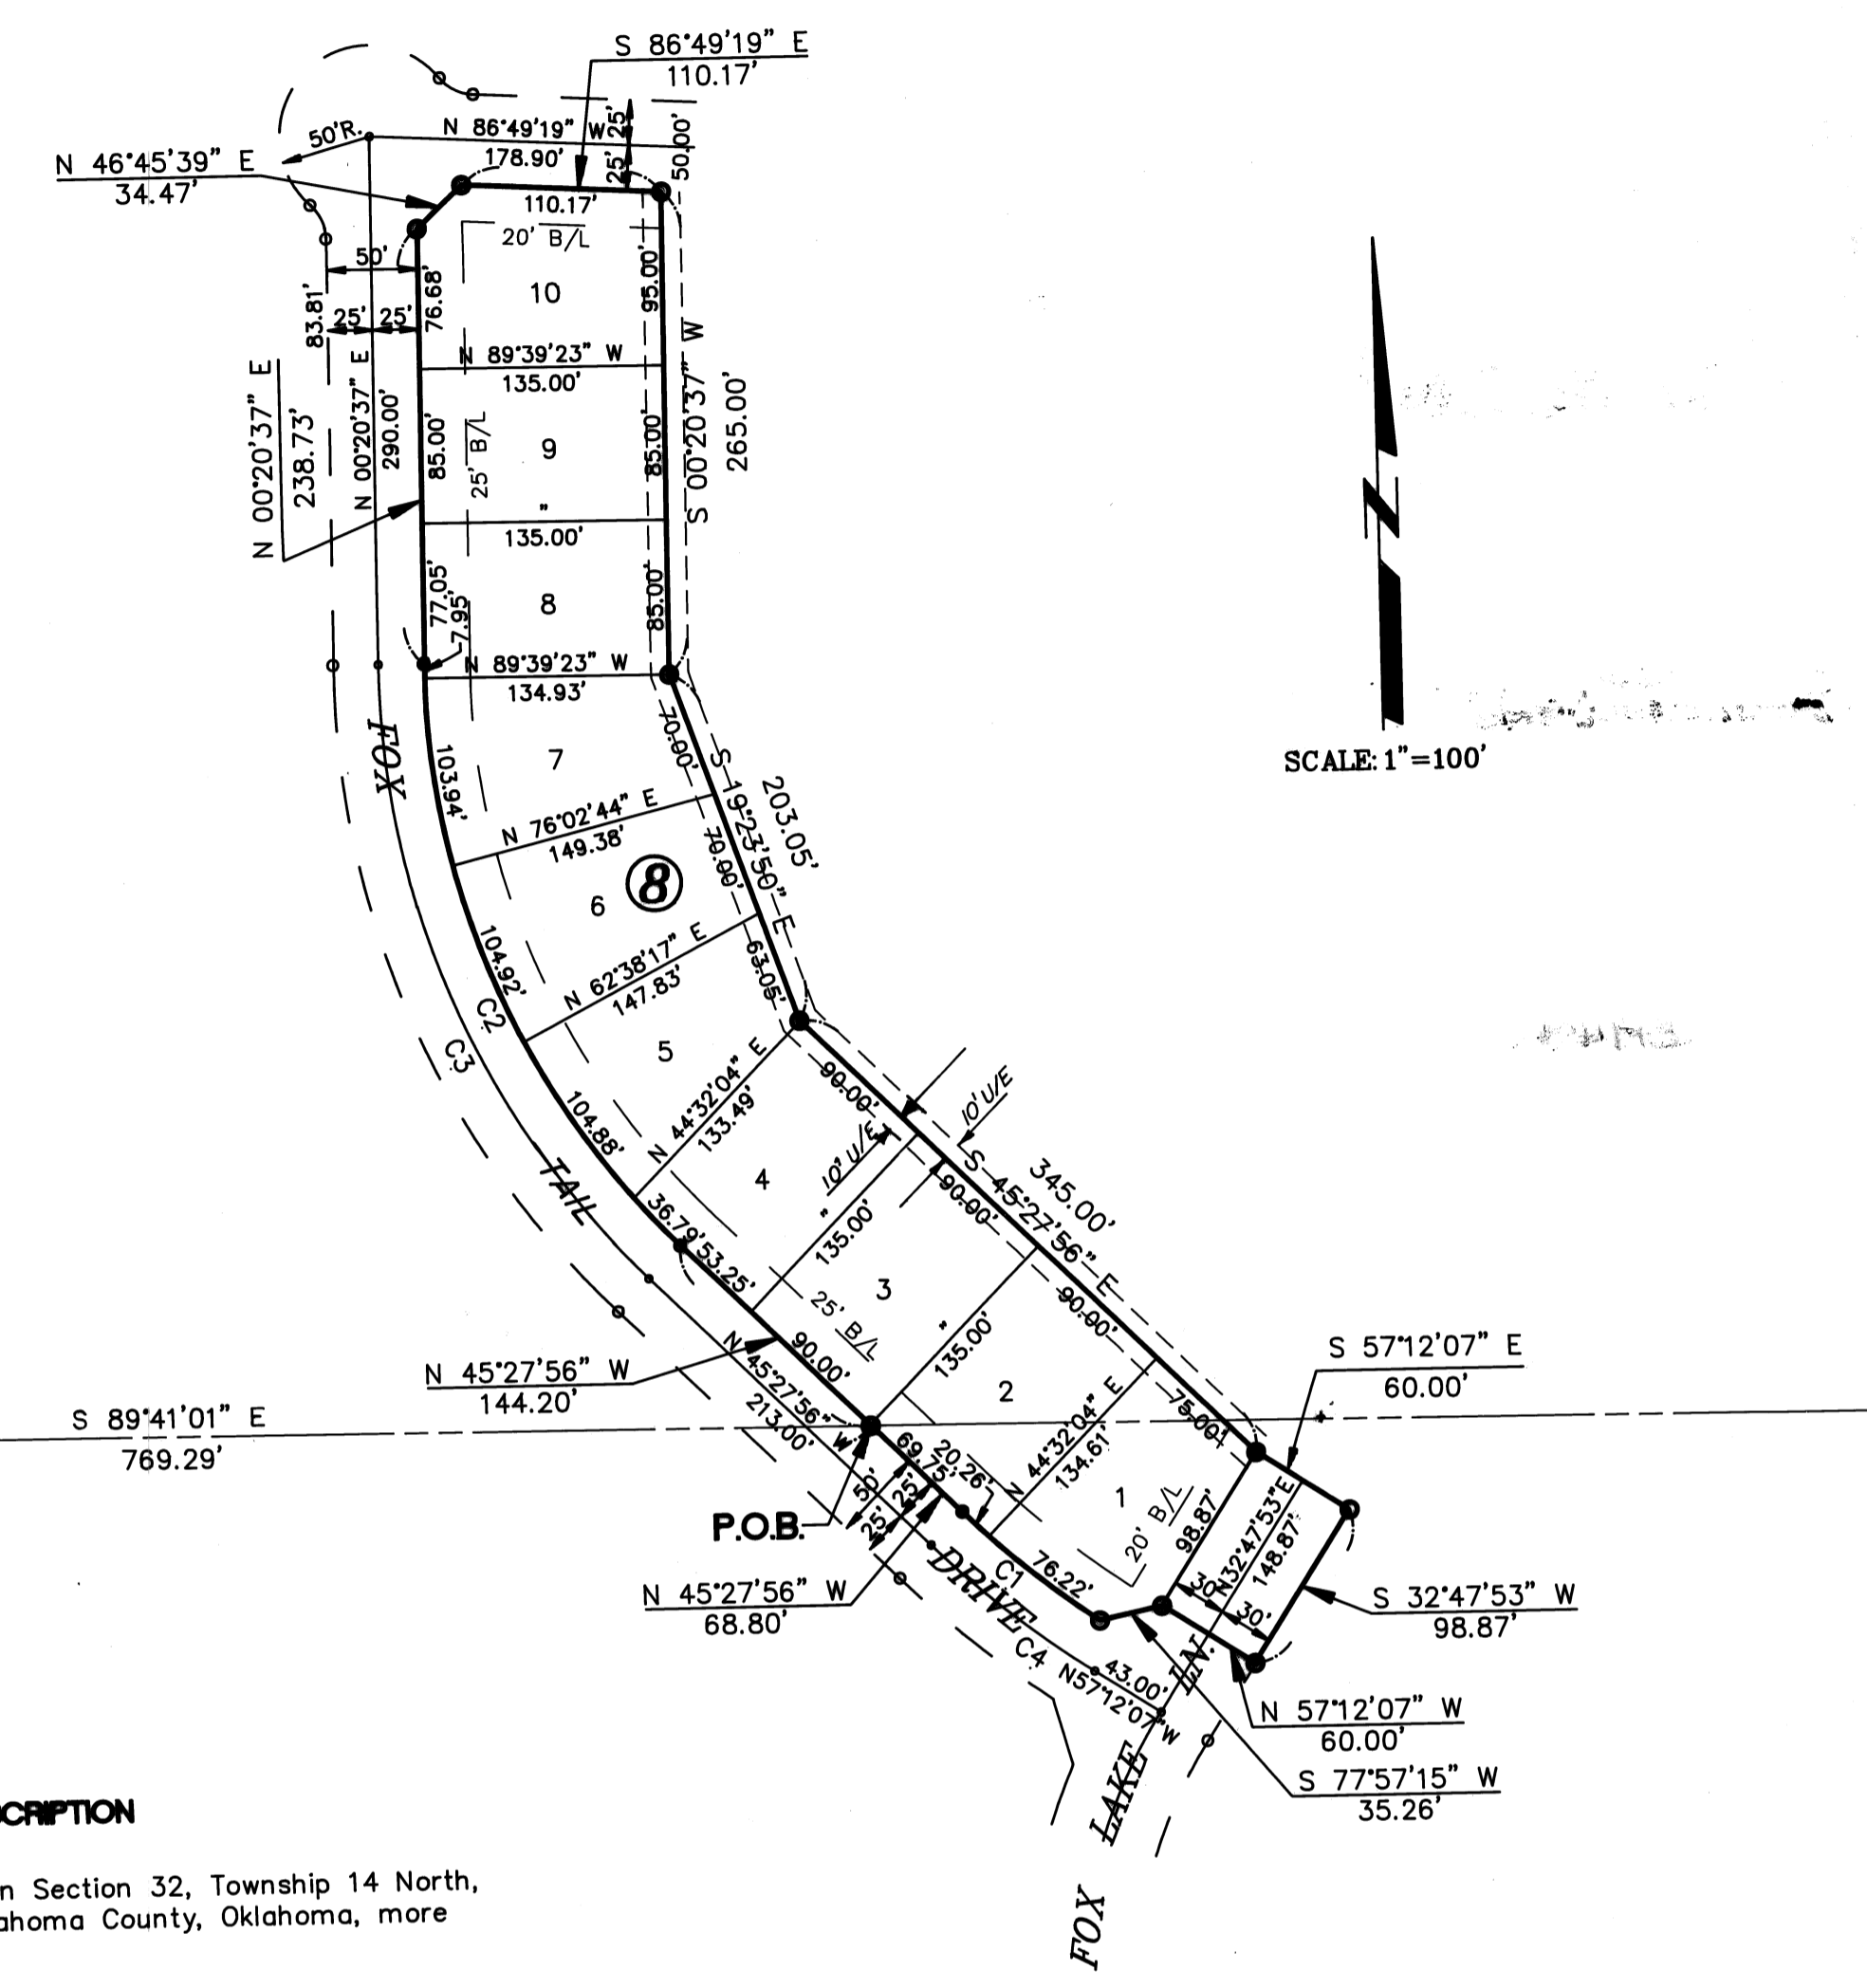 S 86°49'19" E
110.17'
50'R.
N 86°49'19" W
178.90'
25'
25'
50.00'
N 46°45'39" E
34.47'
110.17'
20' B/L
50'
10
76.68'
95.00'
83.81'
25'
25'
N 89°39'23" W
135.00'
N 00°20'37" E
238.73'
N 00°20'37" E
290.00'
85.00'
25' B/L
9
85.00'
S 00°20'37" W
265.00'
"
135.00'
77.05'
7.95'
8
85.00'
N 89°39'23" W
134.93'
FOX
103.94'
7
70.00'
S 19°23'50" E
203.05'
N 76°02'44" E
149.38'
6
8
70.00'
104.92'
N 62°38'17" E
147.83'
63.05'
C2
C3
5
104.88'
N 44°32'04" E
133.49'
90.00'
10' U/E
10' U/E
TAIL
4
36.79'
53.25'
"
135.00'
90.00'
S 45°27'56" E
345.00'
3
25' B/L
90.00'
"
135.00'
90.00'
N 45°27'56" W
144.20'
N 45°27'56" W
213.00'
2
N 44°32'04" E
134.61'
75.00'
S 57°12'07" E
60.00'
S 89°41'01" E
769.29'
69.75'
20.26'
50'
25'
25'
P.O.B.
1
20' B/L
98.87'
N32°47'53"E
148.87'
30'
30'
S 32°47'53" W
98.87'
N 45°27'56" W
68.80'
C1
76.22'
DRIVE
C4
43.00'
N57°12'07"W
N 57°12'07" W
60.00'
S 77°57'15" W
35.26'
FOX LAKE LN.
N
SCALE: 1"=100'
CRIPTION
n Section 32, Township 14 North,
ahoma County, Oklahoma, more